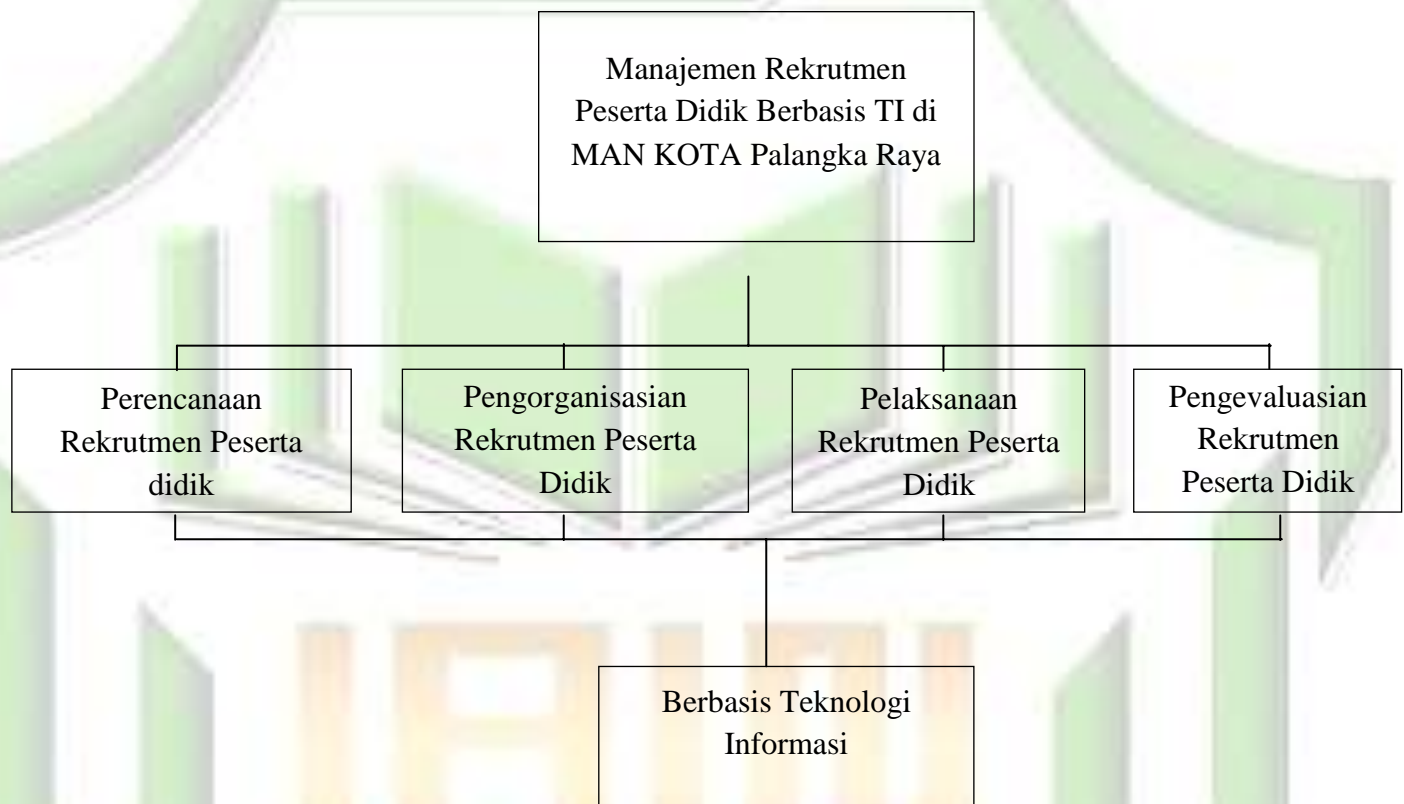 Manajemen Rekrutmen
Peserta Didik Berbasis TI di
MAN KOTA Palangka Raya
Perencanaan
Rekrutmen Peserta
didik
Pengorganisasian
Rekrutmen Peserta
Didik
Pelaksanaan
Rekrutmen Peserta
Didik
Pengevaluasian
Rekrutmen
Peserta Didik
Berbasis Teknologi
Informasi